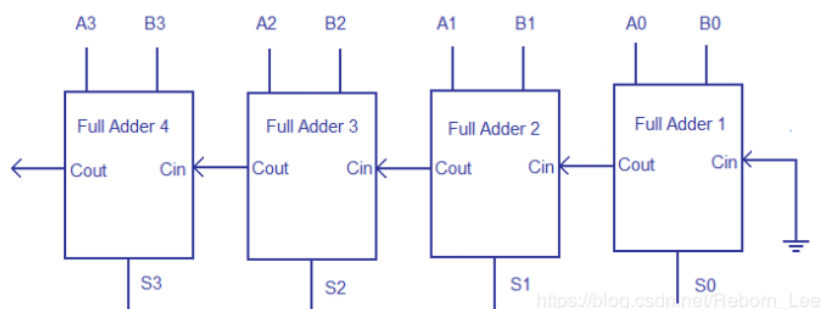 A3 B3 A2 B2 A1 B1 A0 B0
Full Adder 4 Full Adder 3 Full Adder 2 Full Adder 1
Cout Cin Cout Cin Cout Cin Cout Cin
S3 S2 S1 S0
https://blog.csdn.net/Reborn_Lee